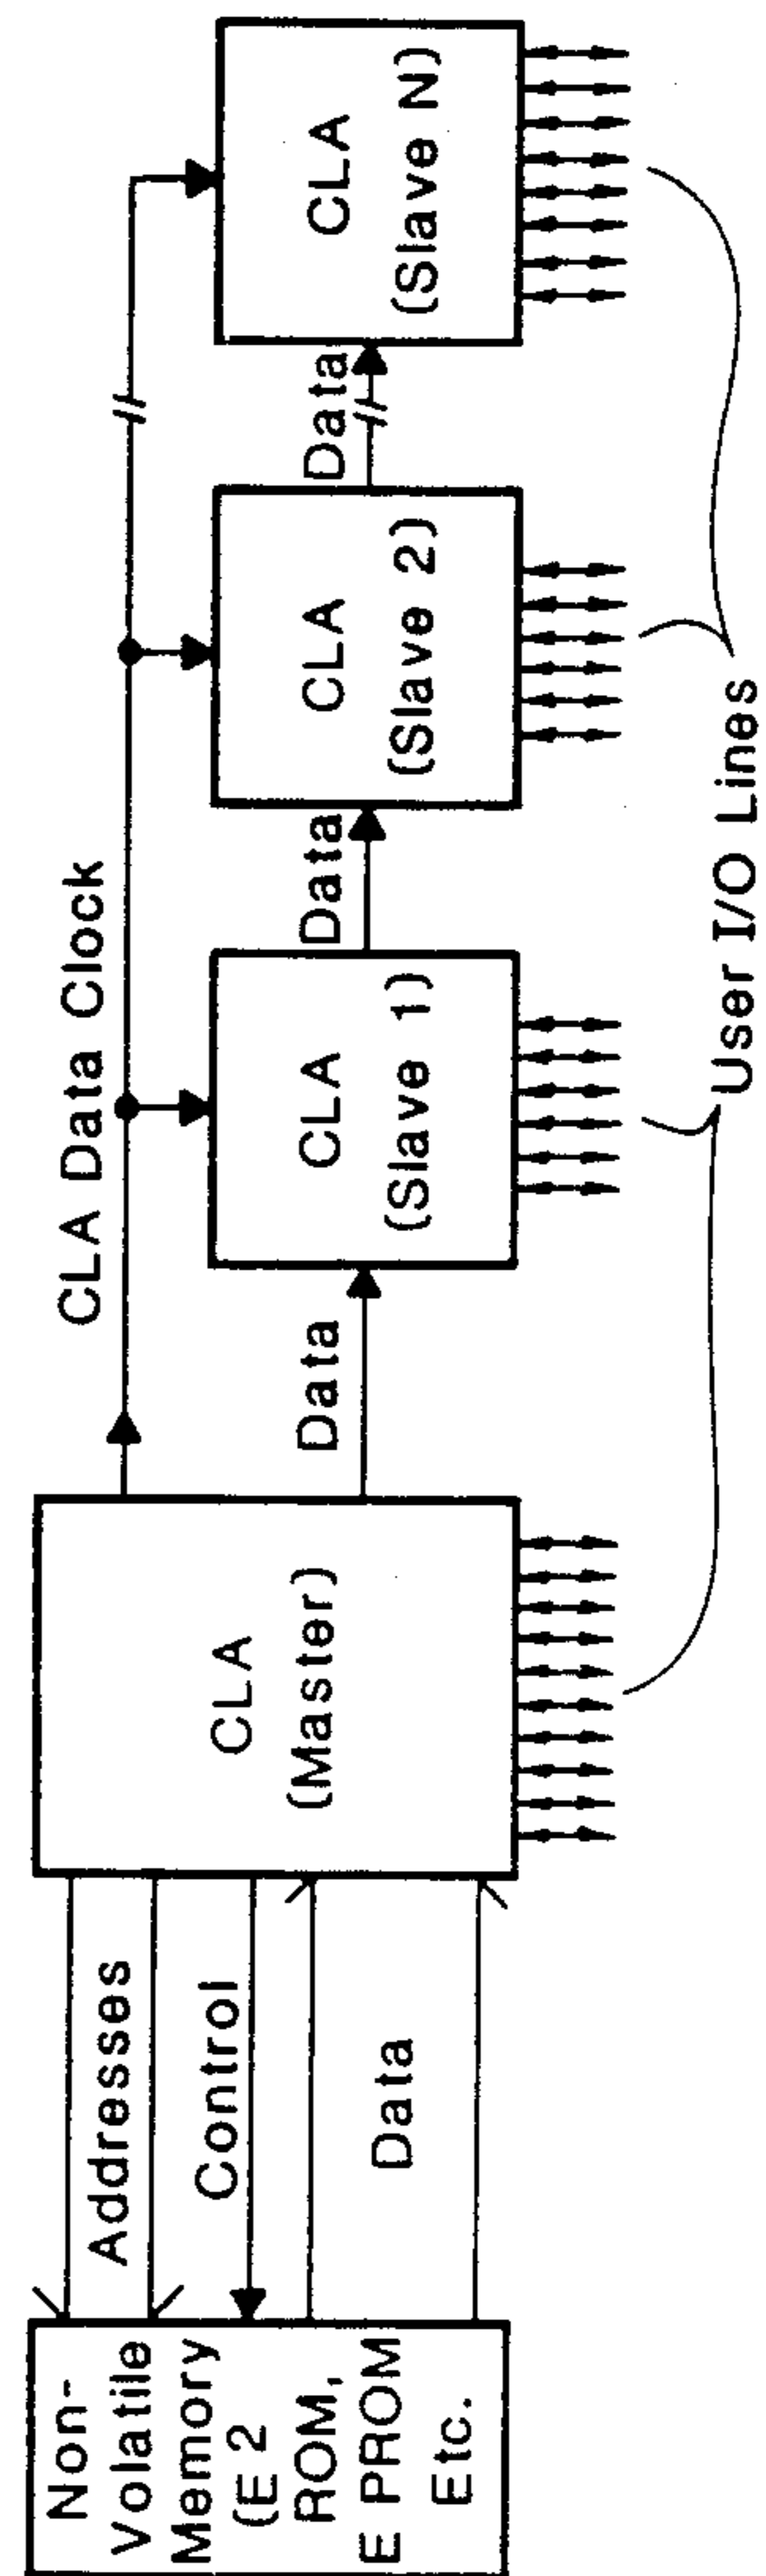 Non-
Volatile
Memory
(E2
ROM,
E PROM
Etc.
Addresses
Control
Data
CLA
(Master)
CLA Data Clock
Data
CLA
(Slave 1)
Data
CLA
(Slave 2)
Data
CLA
(Slave N)
User I/O Lines